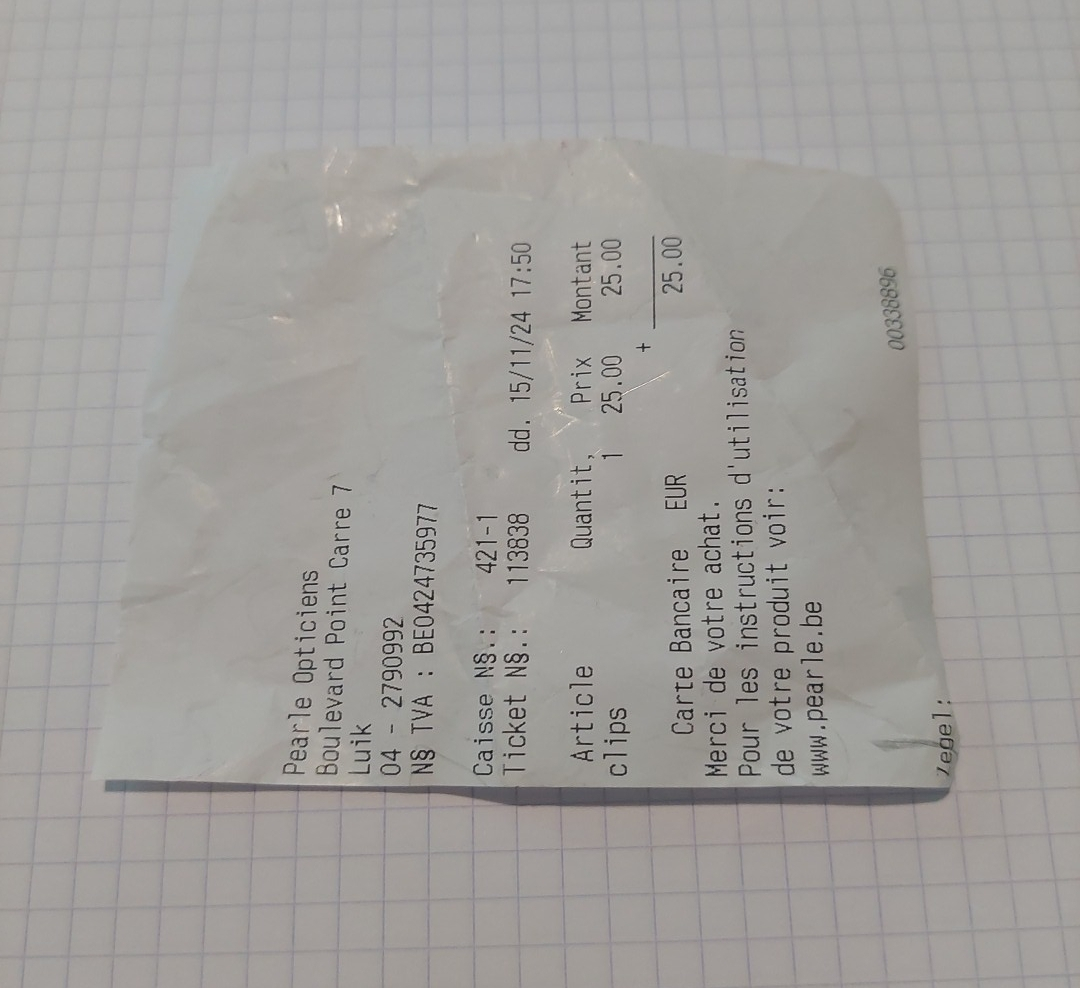 Pearle Opticiens
Boulevard Point Carre 7
Luik
04 - 2790992
N§ TVA : BE0424735977
Caisse N§.: 421-1
Ticket N§.: 113838 dd. 15/11/24 17:50
Article Quantit, Prix Montant
clips 1 25.00 25.00
+
Carte Bancaire EUR 25.00
Merci de votre achat.
Pour les instructions d'utilisation
de votre produit voir:
www.pearle.be
00338896
Zegel: